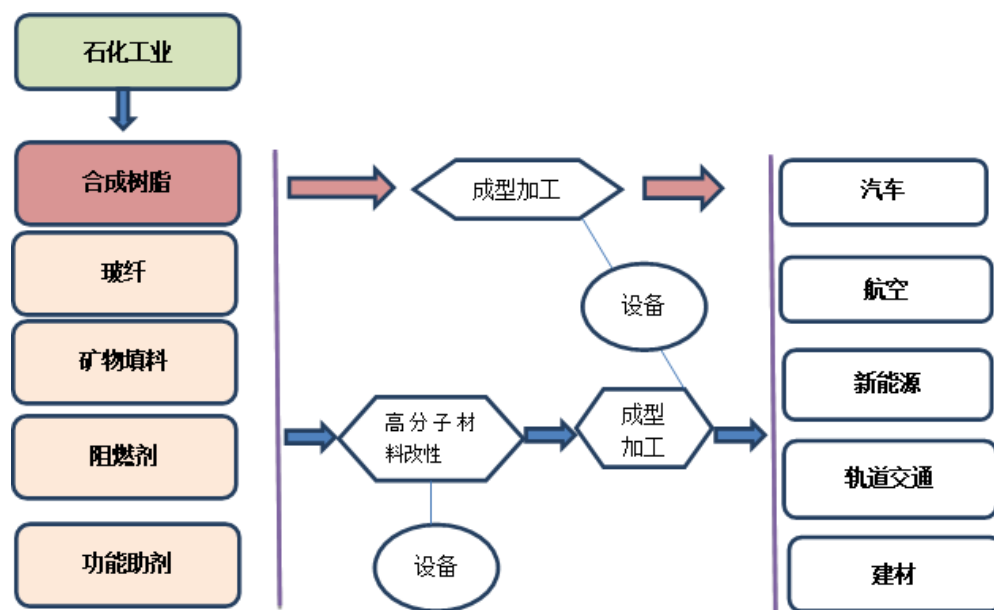 石化工业
合成树脂
玻纤
矿物填料
阻燃剂
功能助剂
成型加工
设备
高分子材
料改性
成型
加工
设备
汽车
航空
新能源
轨道交通
建材